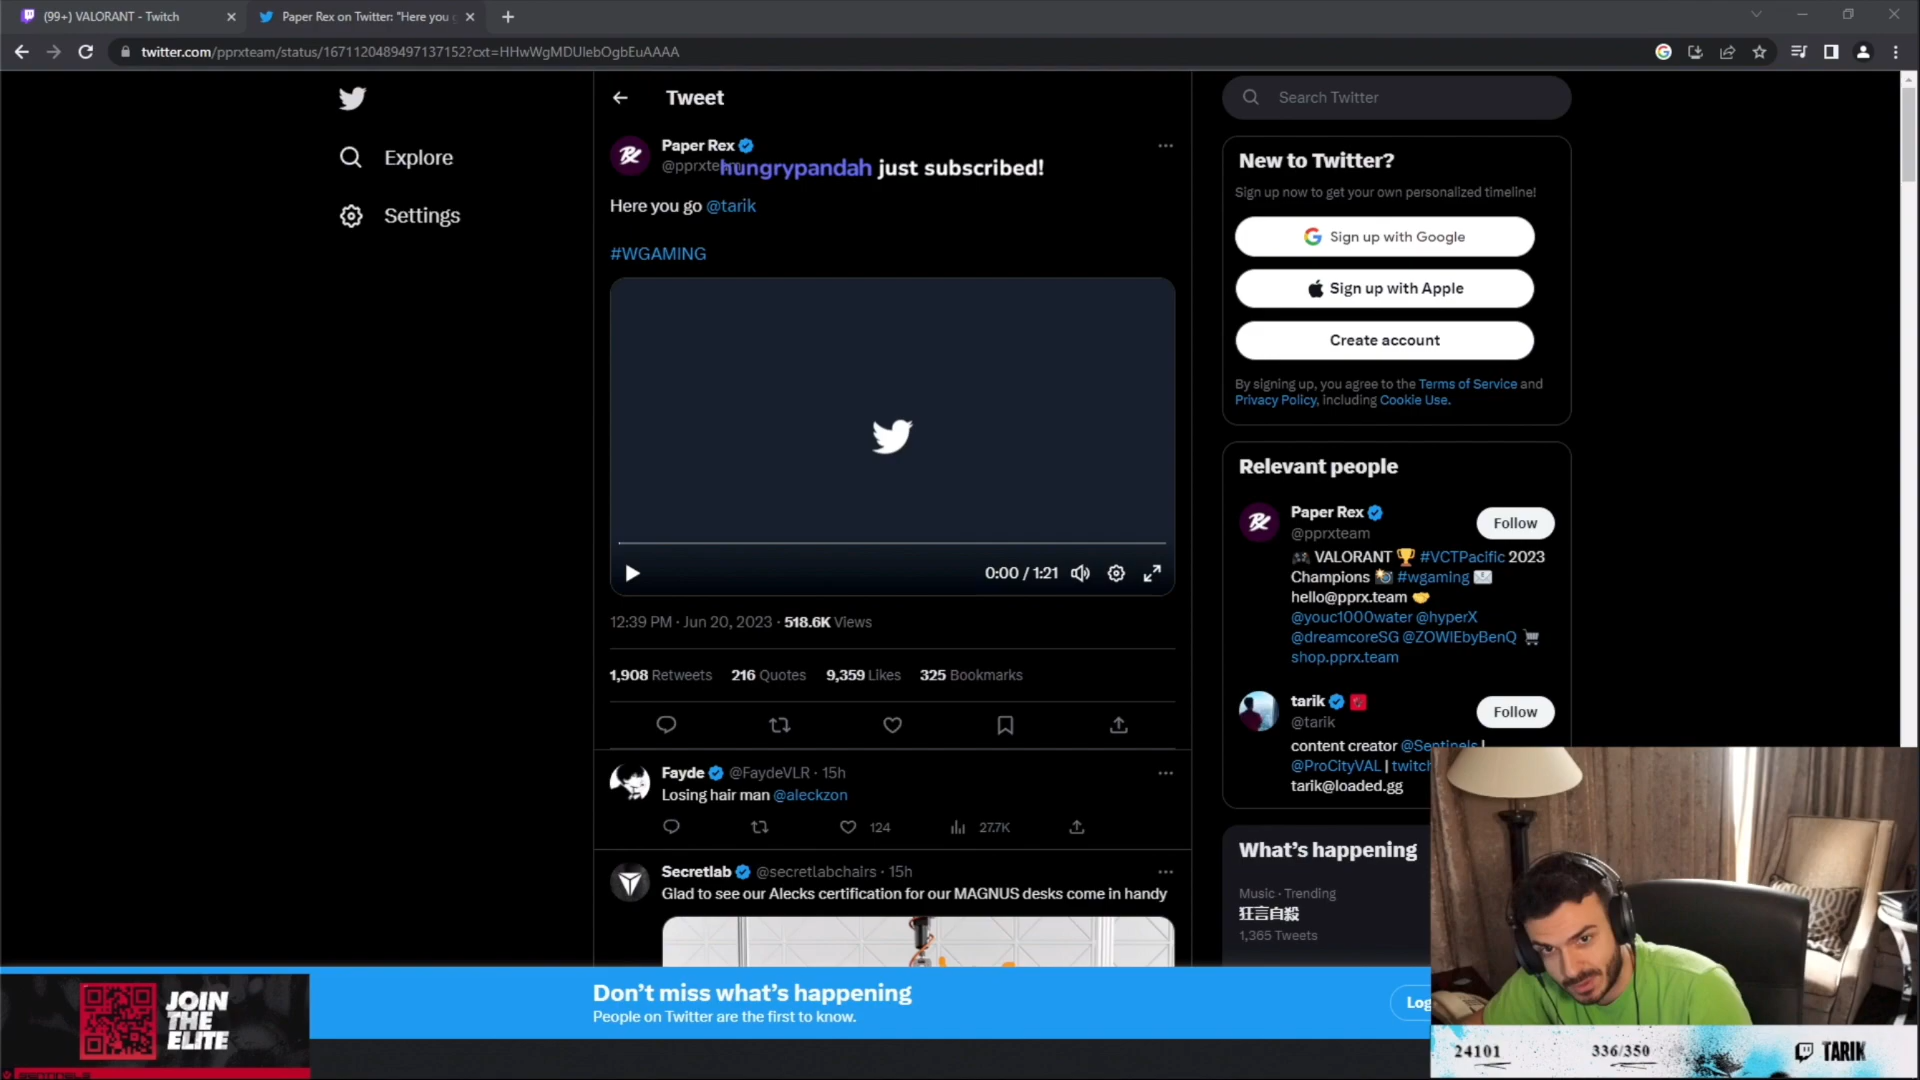 (99+) VALORANT - Twitch
Paper Rex on Twitter: "Here you g
twitter.com/pprxteam/status/1671120489497137152?cxt=HHwWgMDUlebOgbEuAAAA
Explore
Settings
Tweet
Paper Rex
@pprxteam
hungrypandah just subscribed!
Here you go @tarik
#WGAMING
0:00 / 1:21
12:39 PM · Jun 20, 2023 · 518.6K Views
1,908 Retweets 216 Quotes 9,359 Likes 325 Bookmarks
Fayde @FaydeVLR · 15h
Losing hair man @aleckzon
124 27.7K
Secretlab @secretlabchairs · 15h
Glad to see our Alecks certification for our MAGNUS desks come in handy
Search Twitter
New to Twitter?
Sign up now to get your own personalized timeline!
Sign up with Google
Sign up with Apple
Create account
By signing up, you agree to the Terms of Service and
Privacy Policy, including Cookie Use.
Relevant people
Paper Rex
@pprxteam
Follow
🎮 VALORANT 🏆 #VCTPacific 2023
Champions 📸 #wgaming ✉️
hello@pprx.team 🤝
@youc1000water @hyperX
@dreamcoreSG @ZOWIEbyBenQ 🛒
shop.pprx.team
tarik
@tarik
Follow
content creator @Sentinels |
@ProCityVAL | twitch
tarik@loaded.gg
What's happening
Music · Trending
狂言自殺
1,365 Tweets
Don't miss what's happening
People on Twitter are the first to know.
Log
JOIN
THE
ELITE
SENTINELS
24101
336/350
TARIK